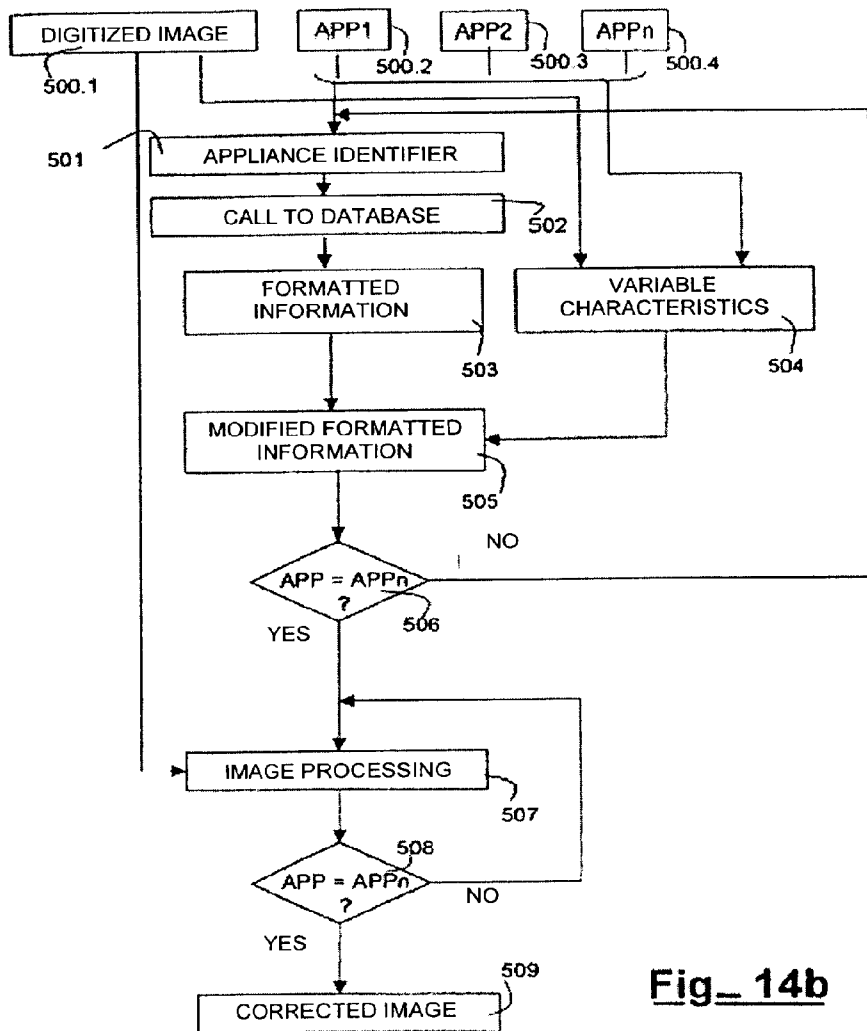 DIGITIZED IMAGE
500.1
APP1
500.2
APP2
500.3
APPn
500.4
501
APPLIANCE IDENTIFIER
CALL TO DATABASE
502
FORMATTED
INFORMATION
503
VARIABLE
CHARACTERISTICS
504
MODIFIED FORMATTED
INFORMATION
505
NO
APP = APPn
?
506
YES
IMAGE PROCESSING
507
508
APP = APPn
?
NO
YES
509
CORRECTED IMAGE
Fig_ 14b